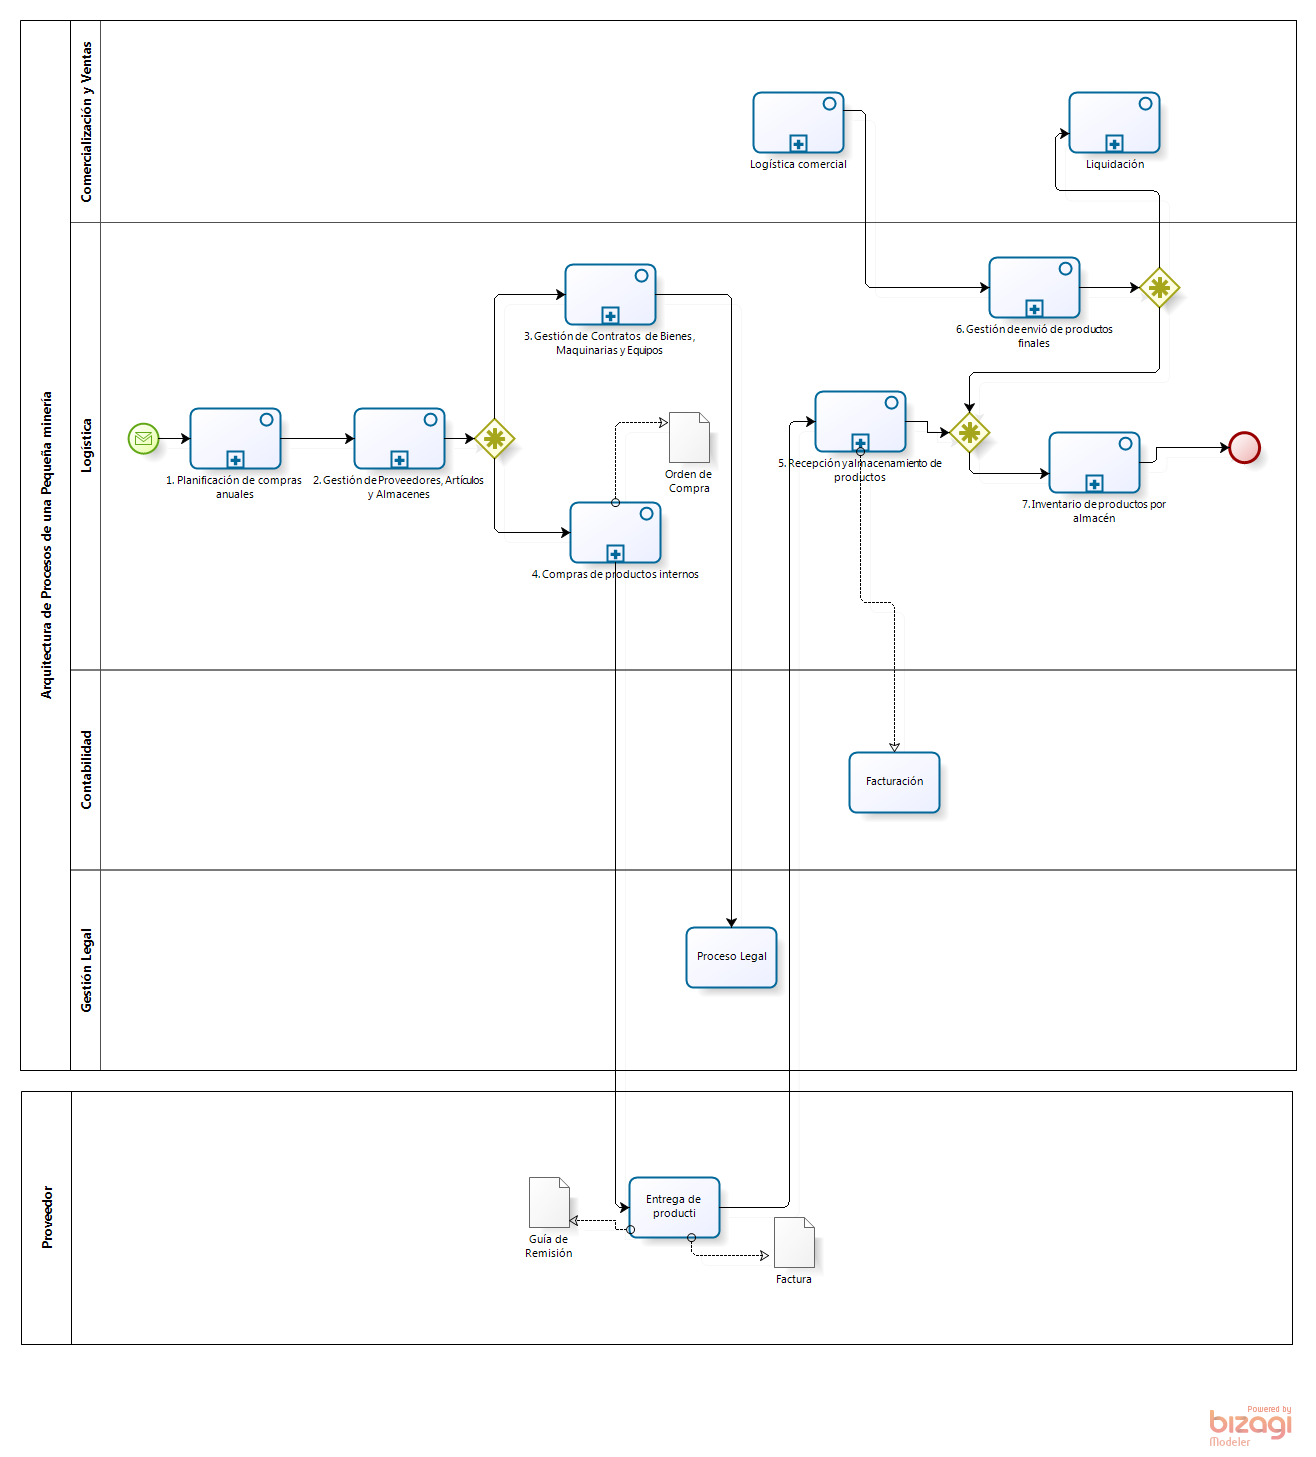 Arquitectura de Procesos de una Pequeña minería
Comercialización y Ventas
Logística comercial
Liquidación
Logística
3. Gestión de Contratos de Bienes,
Maquinarias y Equipos
6. Gestión de envió de productos
finales
1. Planificación de compras
anuales
2. Gestión de Proveedores, Artículos
y Almacenes
Orden de
Compra
5. Recepción y almacenamiento de
productos
7. Inventario de productos por
almacén
4. Compras de productos internos
Contabilidad
Facturación
Gestión Legal
Proceso Legal
Proveedor
Entrega de
producti
Guía de
Remisión
Factura
Powered by
bizagi
Modeler